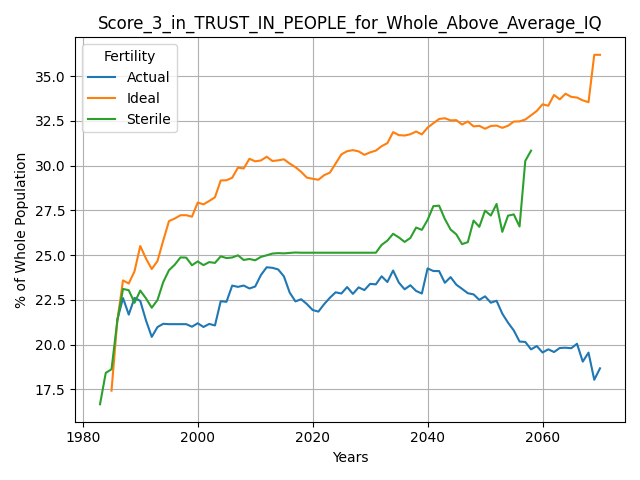 Score_3_in_TRUST_IN_PEOPLE_for_Whole_Above_Average_IQ
Fertility
Actual
Ideal
Sterile
% of Whole Population
35.0
32.5
30.0
27.5
25.0
22.5
20.0
17.5
1980
2000
2020
2040
2060
Years